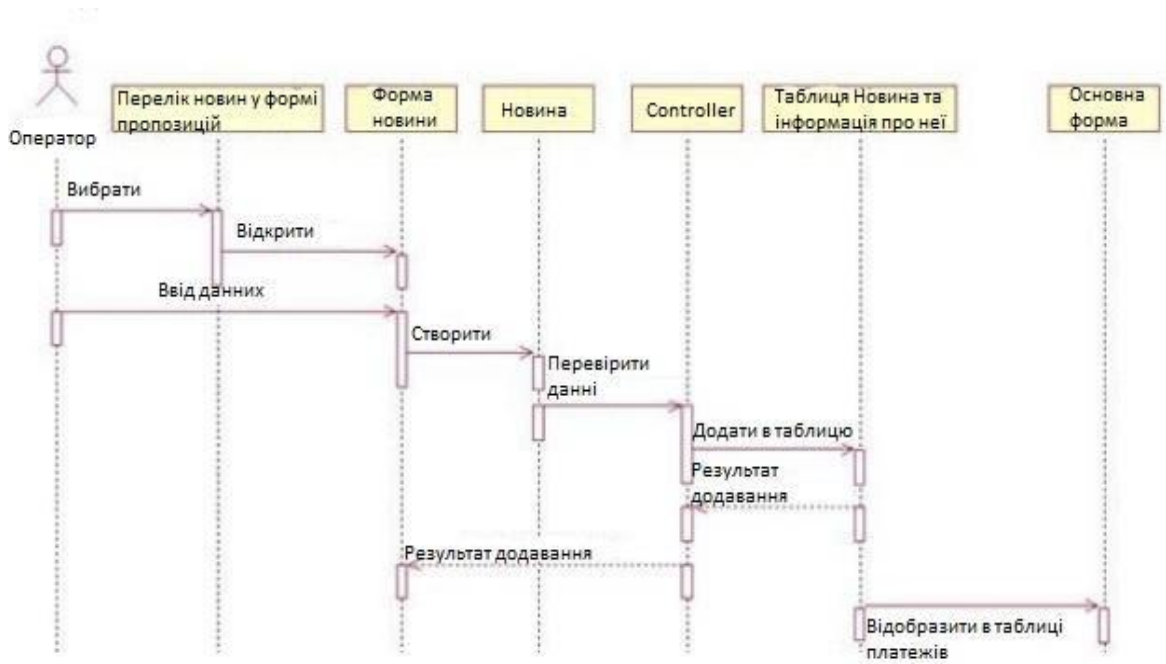 Оператор
Перелік новин у формі
пропозицій
Форма
новини
Новина
Controller
Таблиця Новина та
інформація про неї
Основна
форма
Вибрати
Відкрити
Ввід данних
Створити
Перевірити
данні
Додати в таблицю
Результат
додавання
Результат додавання
Відобразити в таблиці
платежів